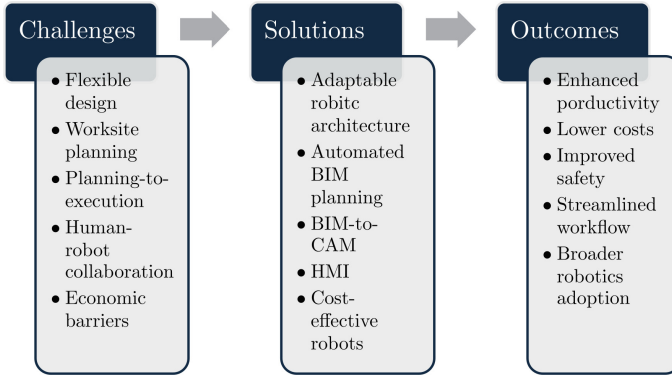 Challenges
• Flexible
design
• Worksite
planning
• Planning-to-
execution
• Human-
robot
collaboration
• Economic
barriers
Solutions
• Adaptable
robitc
architecture
• Automated
BIM
planning
• BIM-to-
CAM
• HMI
• Cost-
effective
robots
Outcomes
• Enhanced
porductivity
• Lower costs
• Improved
safety
• Streamlined
workflow
• Broader
robotics
adoption